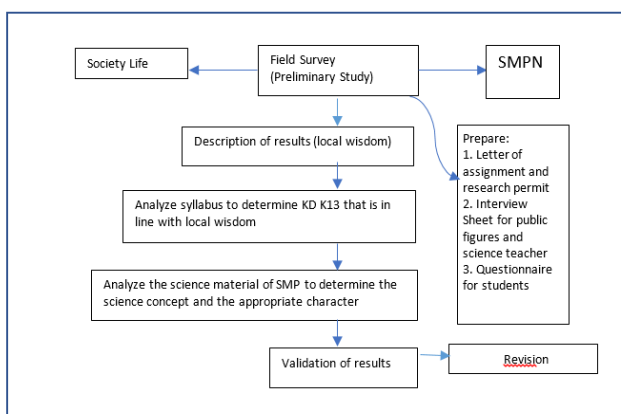 Society Life
Field Survey
(Preliminary Study)
SMPN
Description of results (local wisdom)
Prepare:
1. Letter of
assignment and
research permit
2. Interview
Sheet for public
figures and
science teacher
3. Questionnaire
for students
Analyze syllabus to determine KD K13 that is in
line with local wisdom
Analyze the science material of SMP to determine the
science concept and the appropriate character
Validation of results
Revision